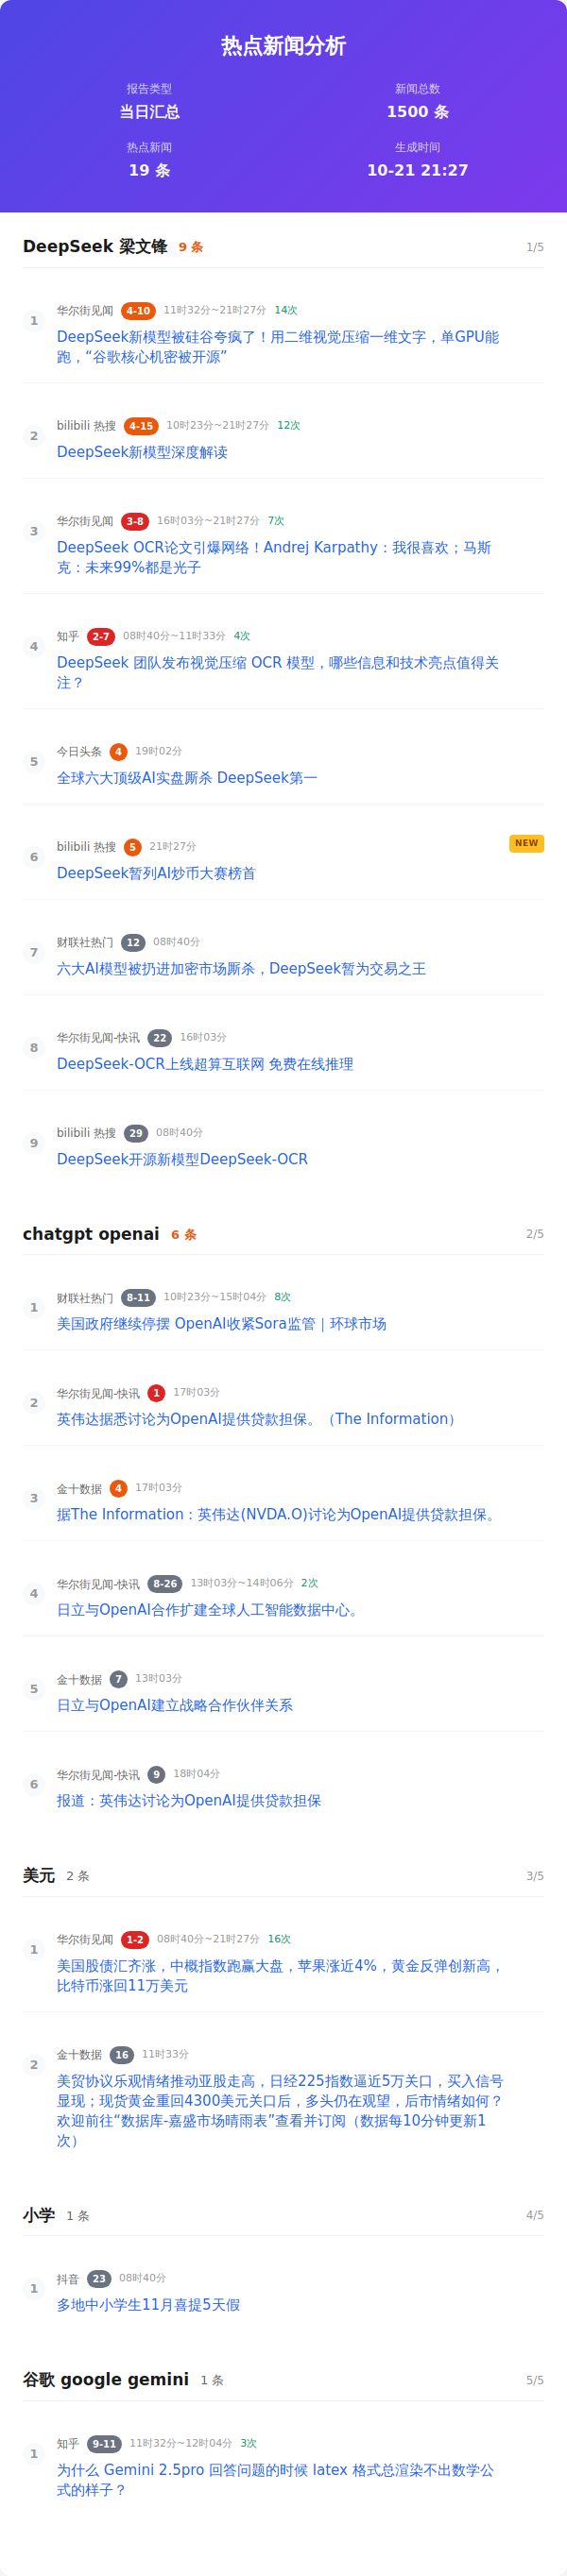 热点新闻分析
报告类型
当日汇总
新闻总数
1500 条
热点新闻
19 条
生成时间
10-21 21:27
DeepSeek 梁文锋 9 条 1/5
1
华尔街见闻 4-10 11时32分~21时27分 14次
DeepSeek新模型被硅谷夸疯了！用二维视觉压缩一维文字，单GPU能
跑，“谷歌核心机密被开源”
2
bilibili 热搜 4-15 10时23分~21时27分 12次
DeepSeek新模型深度解读
3
华尔街见闻 3-8 16时03分~21时27分 7次
DeepSeek OCR论文引爆网络！Andrej Karpathy：我很喜欢；马斯
克：未来99%都是光子
4
知乎 2-7 08时40分~11时33分 4次
DeepSeek 团队发布视觉压缩 OCR 模型，哪些信息和技术亮点值得关
注？
5
今日头条 4 19时02分
全球六大顶级AI实盘厮杀 DeepSeek第一
6
bilibili 热搜 5 21时27分 NEW
DeepSeek暂列AI炒币大赛榜首
7
财联社热门 12 08时40分
六大AI模型被扔进加密市场厮杀，DeepSeek暂为交易之王
8
华尔街见闻-快讯 22 16时03分
DeepSeek-OCR上线超算互联网 免费在线推理
9
bilibili 热搜 29 08时40分
DeepSeek开源新模型DeepSeek-OCR
chatgpt openai 6 条 2/5
1
财联社热门 8-11 10时23分~15时04分 8次
美国政府继续停摆 OpenAI收紧Sora监管｜环球市场
2
华尔街见闻-快讯 1 17时03分
英伟达据悉讨论为OpenAI提供贷款担保。（The Information）
3
金十数据 4 17时03分
据The Information：英伟达(NVDA.O)讨论为OpenAI提供贷款担保。
4
华尔街见闻-快讯 8-26 13时03分~14时06分 2次
日立与OpenAI合作扩建全球人工智能数据中心。
5
金十数据 7 13时03分
日立与OpenAI建立战略合作伙伴关系
6
华尔街见闻-快讯 9 18时04分
报道：英伟达讨论为OpenAI提供贷款担保
美元 2 条 3/5
1
华尔街见闻 1-2 08时40分~21时27分 16次
美国股债汇齐涨，中概指数跑赢大盘，苹果涨近4%，黄金反弹创新高，
比特币涨回11万美元
2
金十数据 16 11时33分
美贸协议乐观情绪推动亚股走高，日经225指数逼近5万关口，买入信号
显现；现货黄金重回4300美元关口后，多头仍在观望，后市情绪如何？
欢迎前往“数据库-嘉盛市场晴雨表”查看并订阅（数据每10分钟更新1
次）
小学 1 条 4/5
1
抖音 23 08时40分
多地中小学生11月喜提5天假
谷歌 google gemini 1 条 5/5
1
知乎 9-11 11时32分~12时04分 3次
为什么 Gemini 2.5pro 回答问题的时候 latex 格式总渲染不出数学公
式的样子？